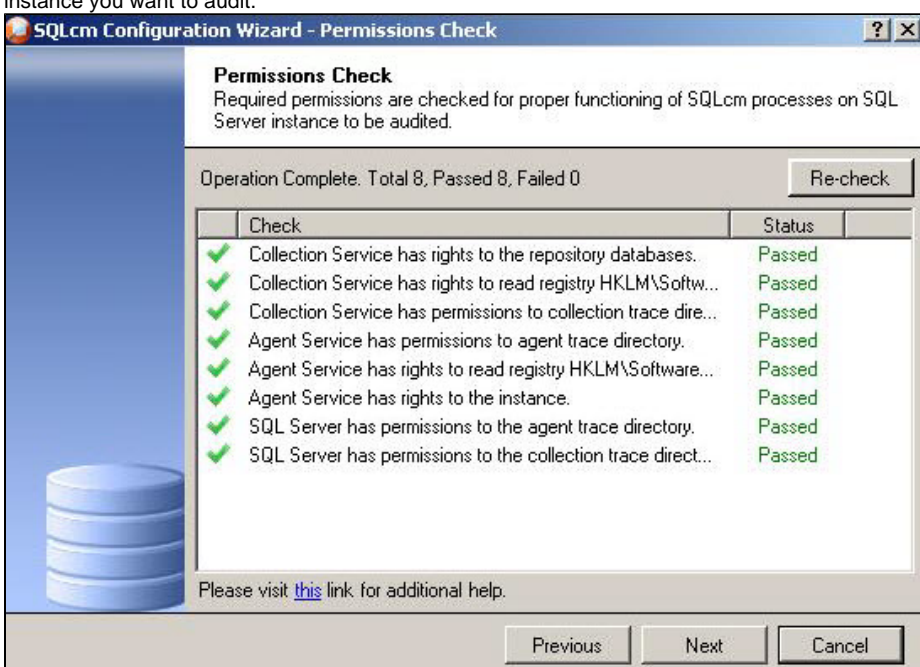 instance you want to audit.
SQLcm Configuration Wizard - Permissions Check
Permissions Check
Required permissions are checked for proper functioning of SQLcm processes on SQL
Server instance to be audited.
Operation Complete. Total 8, Passed 8, Failed 0
Re-check
Check Status
Collection Service has rights to the repository databases. Passed
Collection Service has rights to read registry HKLM\Softw... Passed
Collection Service has permissions to collection trace dire... Passed
Agent Service has permissions to agent trace directory. Passed
Agent Service has rights to read registry HKLM\Software... Passed
Agent Service has rights to the instance. Passed
SQL Server has permissions to the agent trace directory. Passed
SQL Server has permissions to the collection trace direct... Passed
Please visit this link for additional help.
Previous Next Cancel